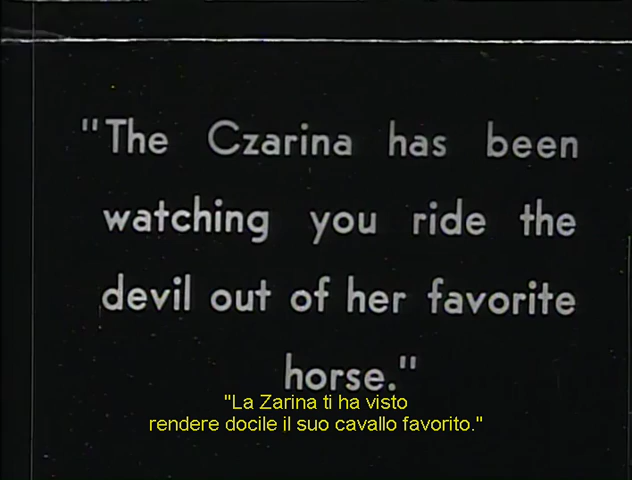 "The Czarina has been
watching you ride the
devil out of her favorite
horse."
"La Zarina ti ha visto
rendere docile il suo cavallo favorito."